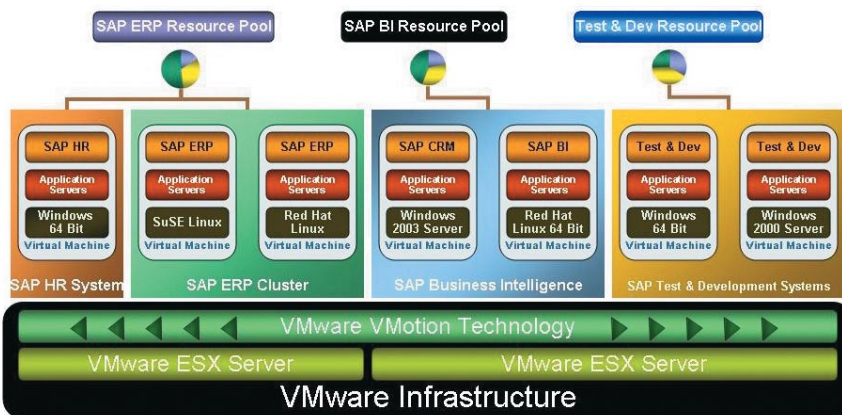 SAP ERP Resource Pool
SAP BI Resource Pool
Test & Dev Resource Pool
SAP HR
Application
Servers
Windows
64 Bit
Virtual Machine
SAP ERP
Application
Servers
SuSE Linux
Virtual Machine
SAP ERP
Application
Servers
Red Hat
Linux
Virtual Machine
SAP CRM
Application
Servers
Windows
2003 Server
Virtual Machine
SAP BI
Application
Servers
Red Hat
Linux 64 Bit
Virtual Machine
Test & Dev
Application
Servers
Windows
64 Bit
Virtual Machine
Test & Dev
Application
Servers
Windows
2000 Server
Virtual Machine
SAP HR System
SAP ERP Cluster
SAP Business Intelligence
SAP Test & Development Systems
VMware VMotion Technology
VMware ESX Server
VMware ESX Server
VMware Infrastructure